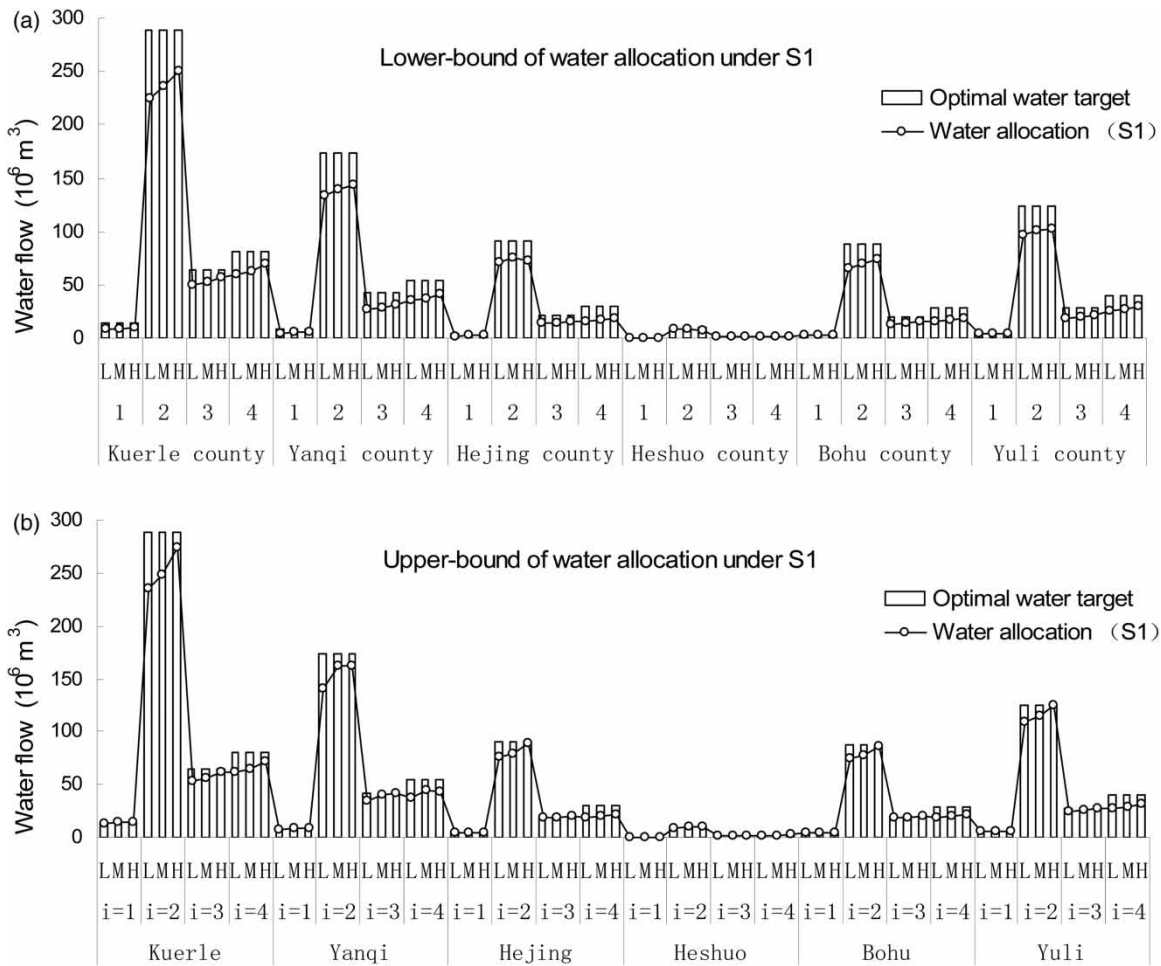 (a)
300
250
200
150
100
50
0
Water flow (10⁶ m³)
Lower-bound of water allocation under S1
Optimal water target
Water allocation （S1）
L M H L M H L M H L M H L M H L M H L M H L M H L M H L M H L M H L M H L M H L M H L M H L M H L M H L M H L M H L M H L M H L M H L M H L M H
1 2 3 4 1 2 3 4 1 2 3 4 1 2 3 4 1 2 3 4 1 2 3 4
Kuerle county Yanqi county Hejing county Heshuo county Bohu county Yuli county
(b)
300
250
200
150
100
50
0
Water flow (10⁶ m³)
Upper-bound of water allocation under S1
Optimal water target
Water allocation （S1）
L M H L M H L M H L M H L M H L M H L M H L M H L M H L M H L M H L M H L M H L M H L M H L M H L M H L M H L M H L M H L M H L M H L M H L M H
i=1 i=2 i=3 i=4 i=1 i=2 i=3 i=4 i=1 i=2 i=3 i=4 i=1 i=2 i=3 i=4 i=1 i=2 i=3 i=4 i=1 i=2 i=3 i=4
Kuerle Yanqi Hejing Heshuo Bohu Yuli